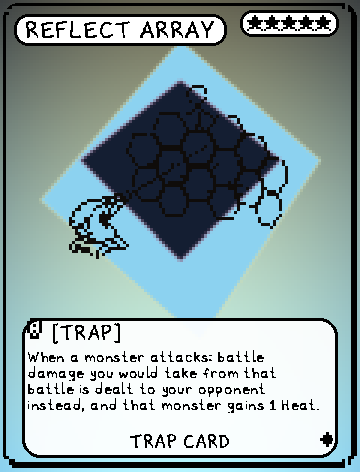 REFLECT ARRAY
★★★★★
[TRAP]
When a monster attacks: battle
damage you would take from that
battle is dealt to your opponent
instead, and that monster gains 1 Heat.
TRAP CARD